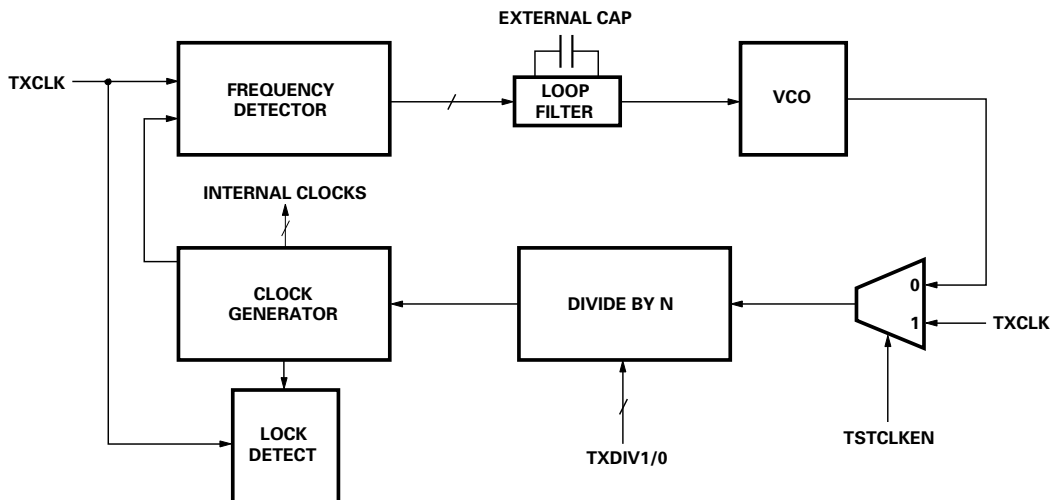 EXTERNAL CAP
TXCLK
FREQUENCY
DETECTOR
LOOP
FILTER
VCO
INTERNAL CLOCKS
CLOCK
GENERATOR
DIVIDE BY N
0
1
TXCLK
LOCK
DETECT
TXDIV1/0
TSTCLKEN